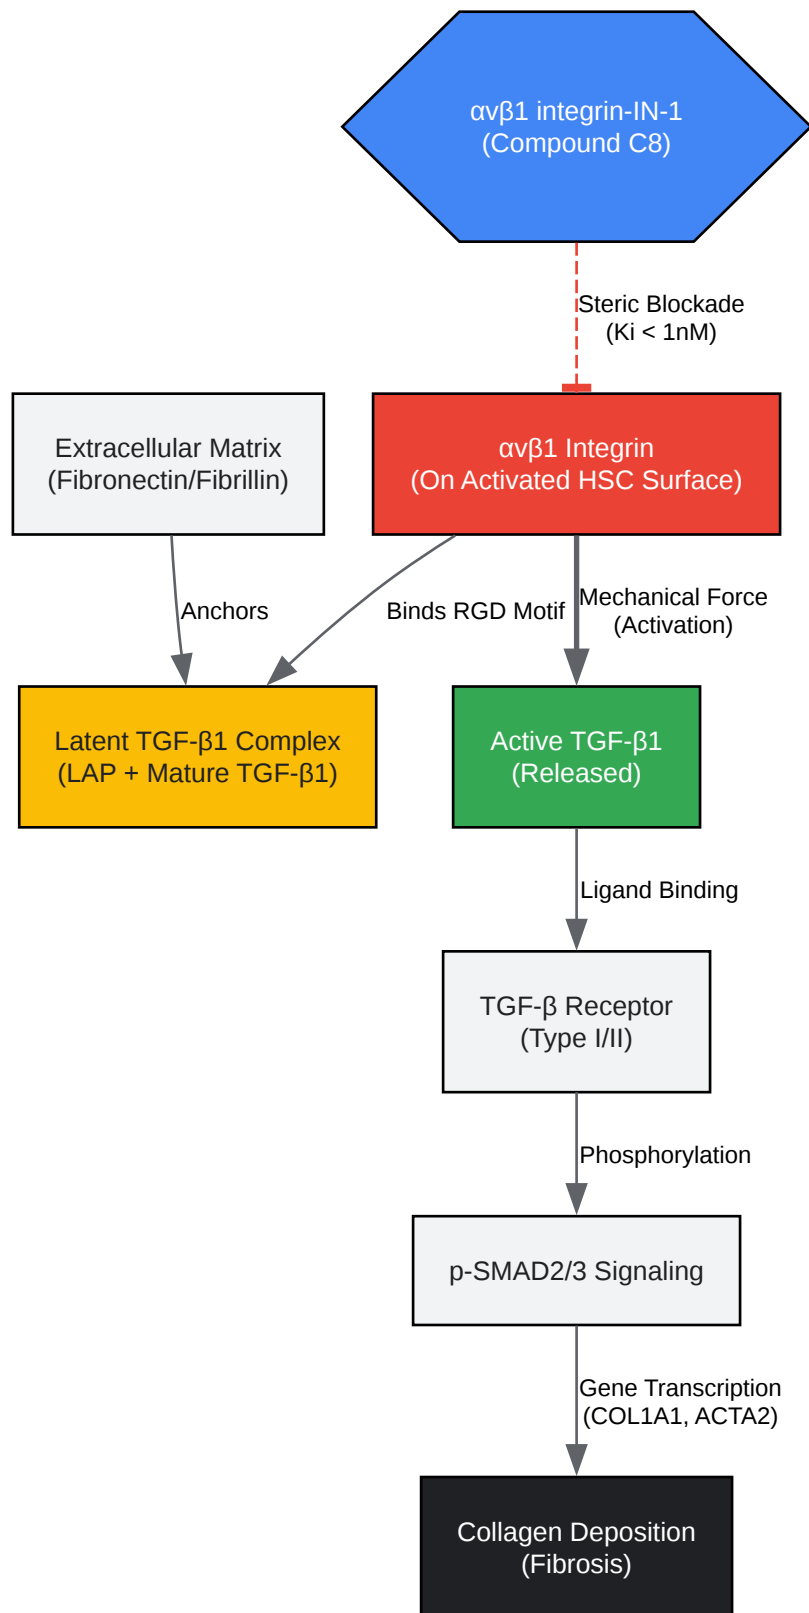 αvβ1 integrin-IN-1
(Compound C8)
Steric Blockade
(Ki < 1nM)
Extracellular Matrix
(Fibronectin/Fibrillin)
αvβ1 Integrin
(On Activated HSC Surface)
Anchors
Binds RGD Motif
Mechanical Force
(Activation)
Latent TGF-β1 Complex
(LAP + Mature TGF-β1)
Active TGF-β1
(Released)
Ligand Binding
TGF-β Receptor
(Type I/II)
Phosphorylation
p-SMAD2/3 Signaling
Gene Transcription
(COL1A1, ACTA2)
Collagen Deposition
(Fibrosis)